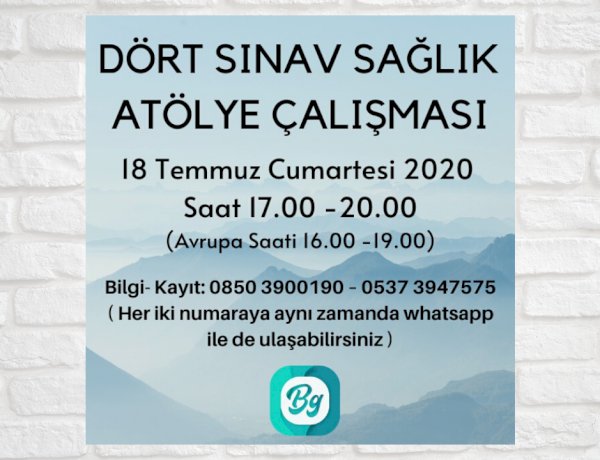 DÖRT SINAV SAĞLIK
ATÖLYE ÇALIŞMASI
18 Temmuz Cumartesi 2020
Saat 17.00 -20.00
(Avrupa Saati 16.00 -19.00)
Bilgi- Kayıt: 0850 3900190 - 0537 3947575
( Her iki numaraya aynı zamanda whatsapp
ile de ulaşabilirsiniz )
Bg